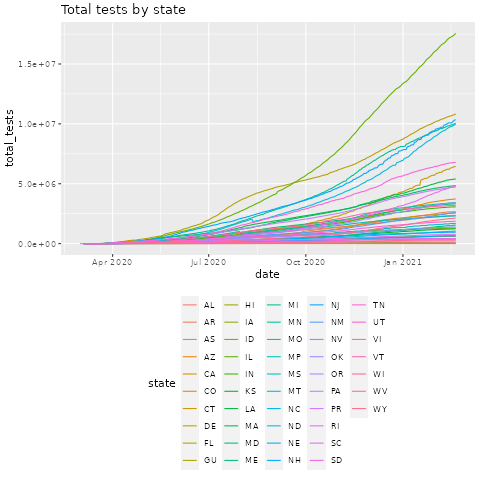 Total tests by state
total_tests
1.5e+07
1.0e+07
5.0e+06
0.0e+00
Apr 2020 Jul 2020 Oct 2020 Jan 2021
date
state
AL HI MI NJ TN
AR IA MN NM UT
AS ID MO NV VI
AZ IL MP OK VT
CA IN MS OR WI
CO KS MT PA WV
CT LA NC PR WY
DE MA ND RI
FL MD NE SC
GU ME NH SD